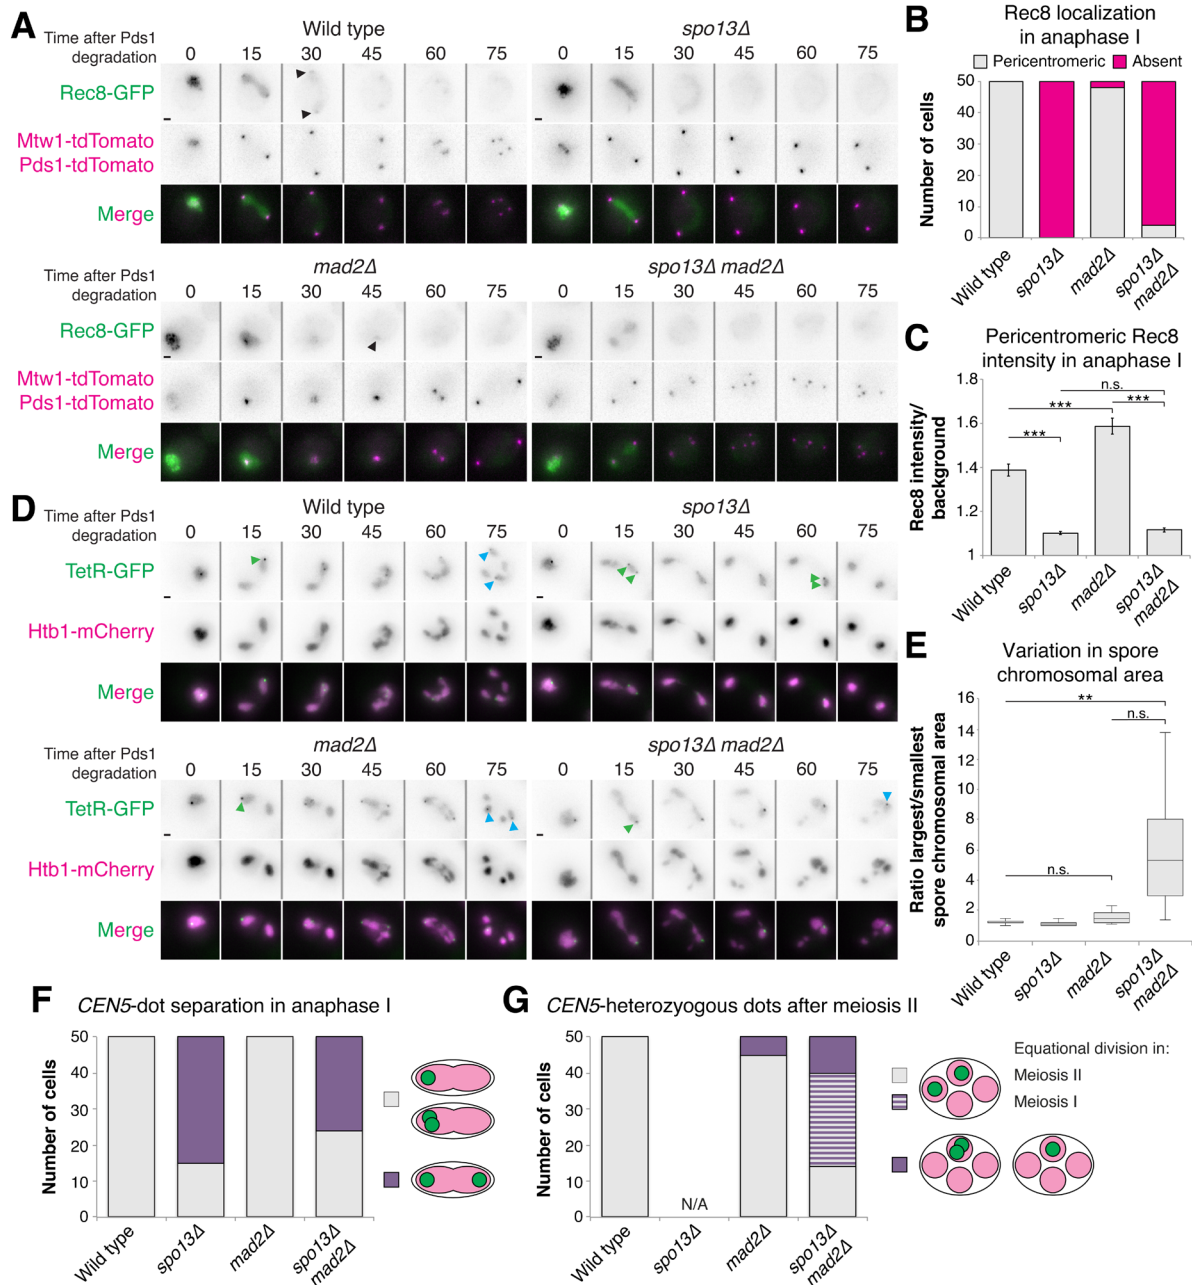 A
Wild type
spo13Δ
Time after Pds1
degradation
0 15 30 45 60 75 0 15 30 45 60 75
Rec8-GFP
Mtw1-tdTomato
Pds1-tdTomato
Merge
mad2Δ
spo13Δ mad2Δ
Time after Pds1
degradation
0 15 30 45 60 75 0 15 30 45 60 75
Rec8-GFP
Mtw1-tdTomato
Pds1-tdTomato
Merge
B
Rec8 localization
in anaphase I
Pericentromeric Absent
Number of cells
50
40
30
20
10
0
Wild type
spo13Δ
mad2Δ
spo13Δ
mad2Δ
C
Pericentromeric Rec8
intensity in anaphase I
Rec8 intensity/
background
1.8
1.6
1.4
1.2
1
n.s.
***
***
***
Wild type
spo13Δ
mad2Δ
spo13Δ
mad2Δ
D
Wild type
spo13Δ
Time after Pds1
degradation
0 15 30 45 60 75 0 15 30 45 60 75
TetR-GFP
Htb1-mCherry
Merge
mad2Δ
spo13Δ mad2Δ
Time after Pds1
degradation
0 15 30 45 60 75 0 15 30 45 60 75
TetR-GFP
Htb1-mCherry
Merge
E
Variation in spore
chromosomal area
Ratio largest/smallest
spore chromosomal area
16
14
12
10
8
6
4
2
0
**
n.s.
n.s.
Wild type
spo13Δ
mad2Δ
spo13Δ
mad2Δ
F
CEN5-dot separation in anaphase I
Number of cells
50
40
30
20
10
0
Wild type
spo13Δ
mad2Δ
spo13Δ
mad2Δ
G
CEN5-heterozygous dots after meiosis II
Number of cells
50
40
30
20
10
0
N/A
Wild type
spo13Δ
mad2Δ
spo13Δ
mad2Δ
Equational division in:
Meiosis II
Meiosis I